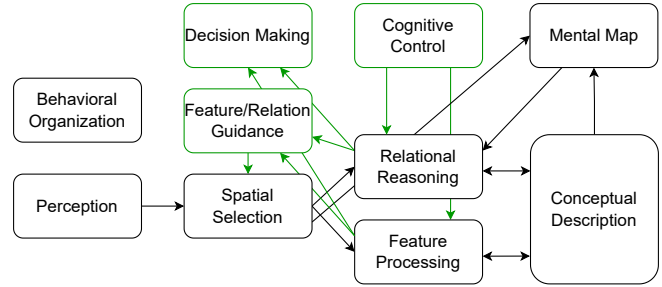 Decision Making
Cognitive
Control
Mental Map
Behavioral
Organization
Feature/Relation
Guidance
Relational
Reasoning
Perception
Spatial
Selection
Conceptual
Description
Feature
Processing